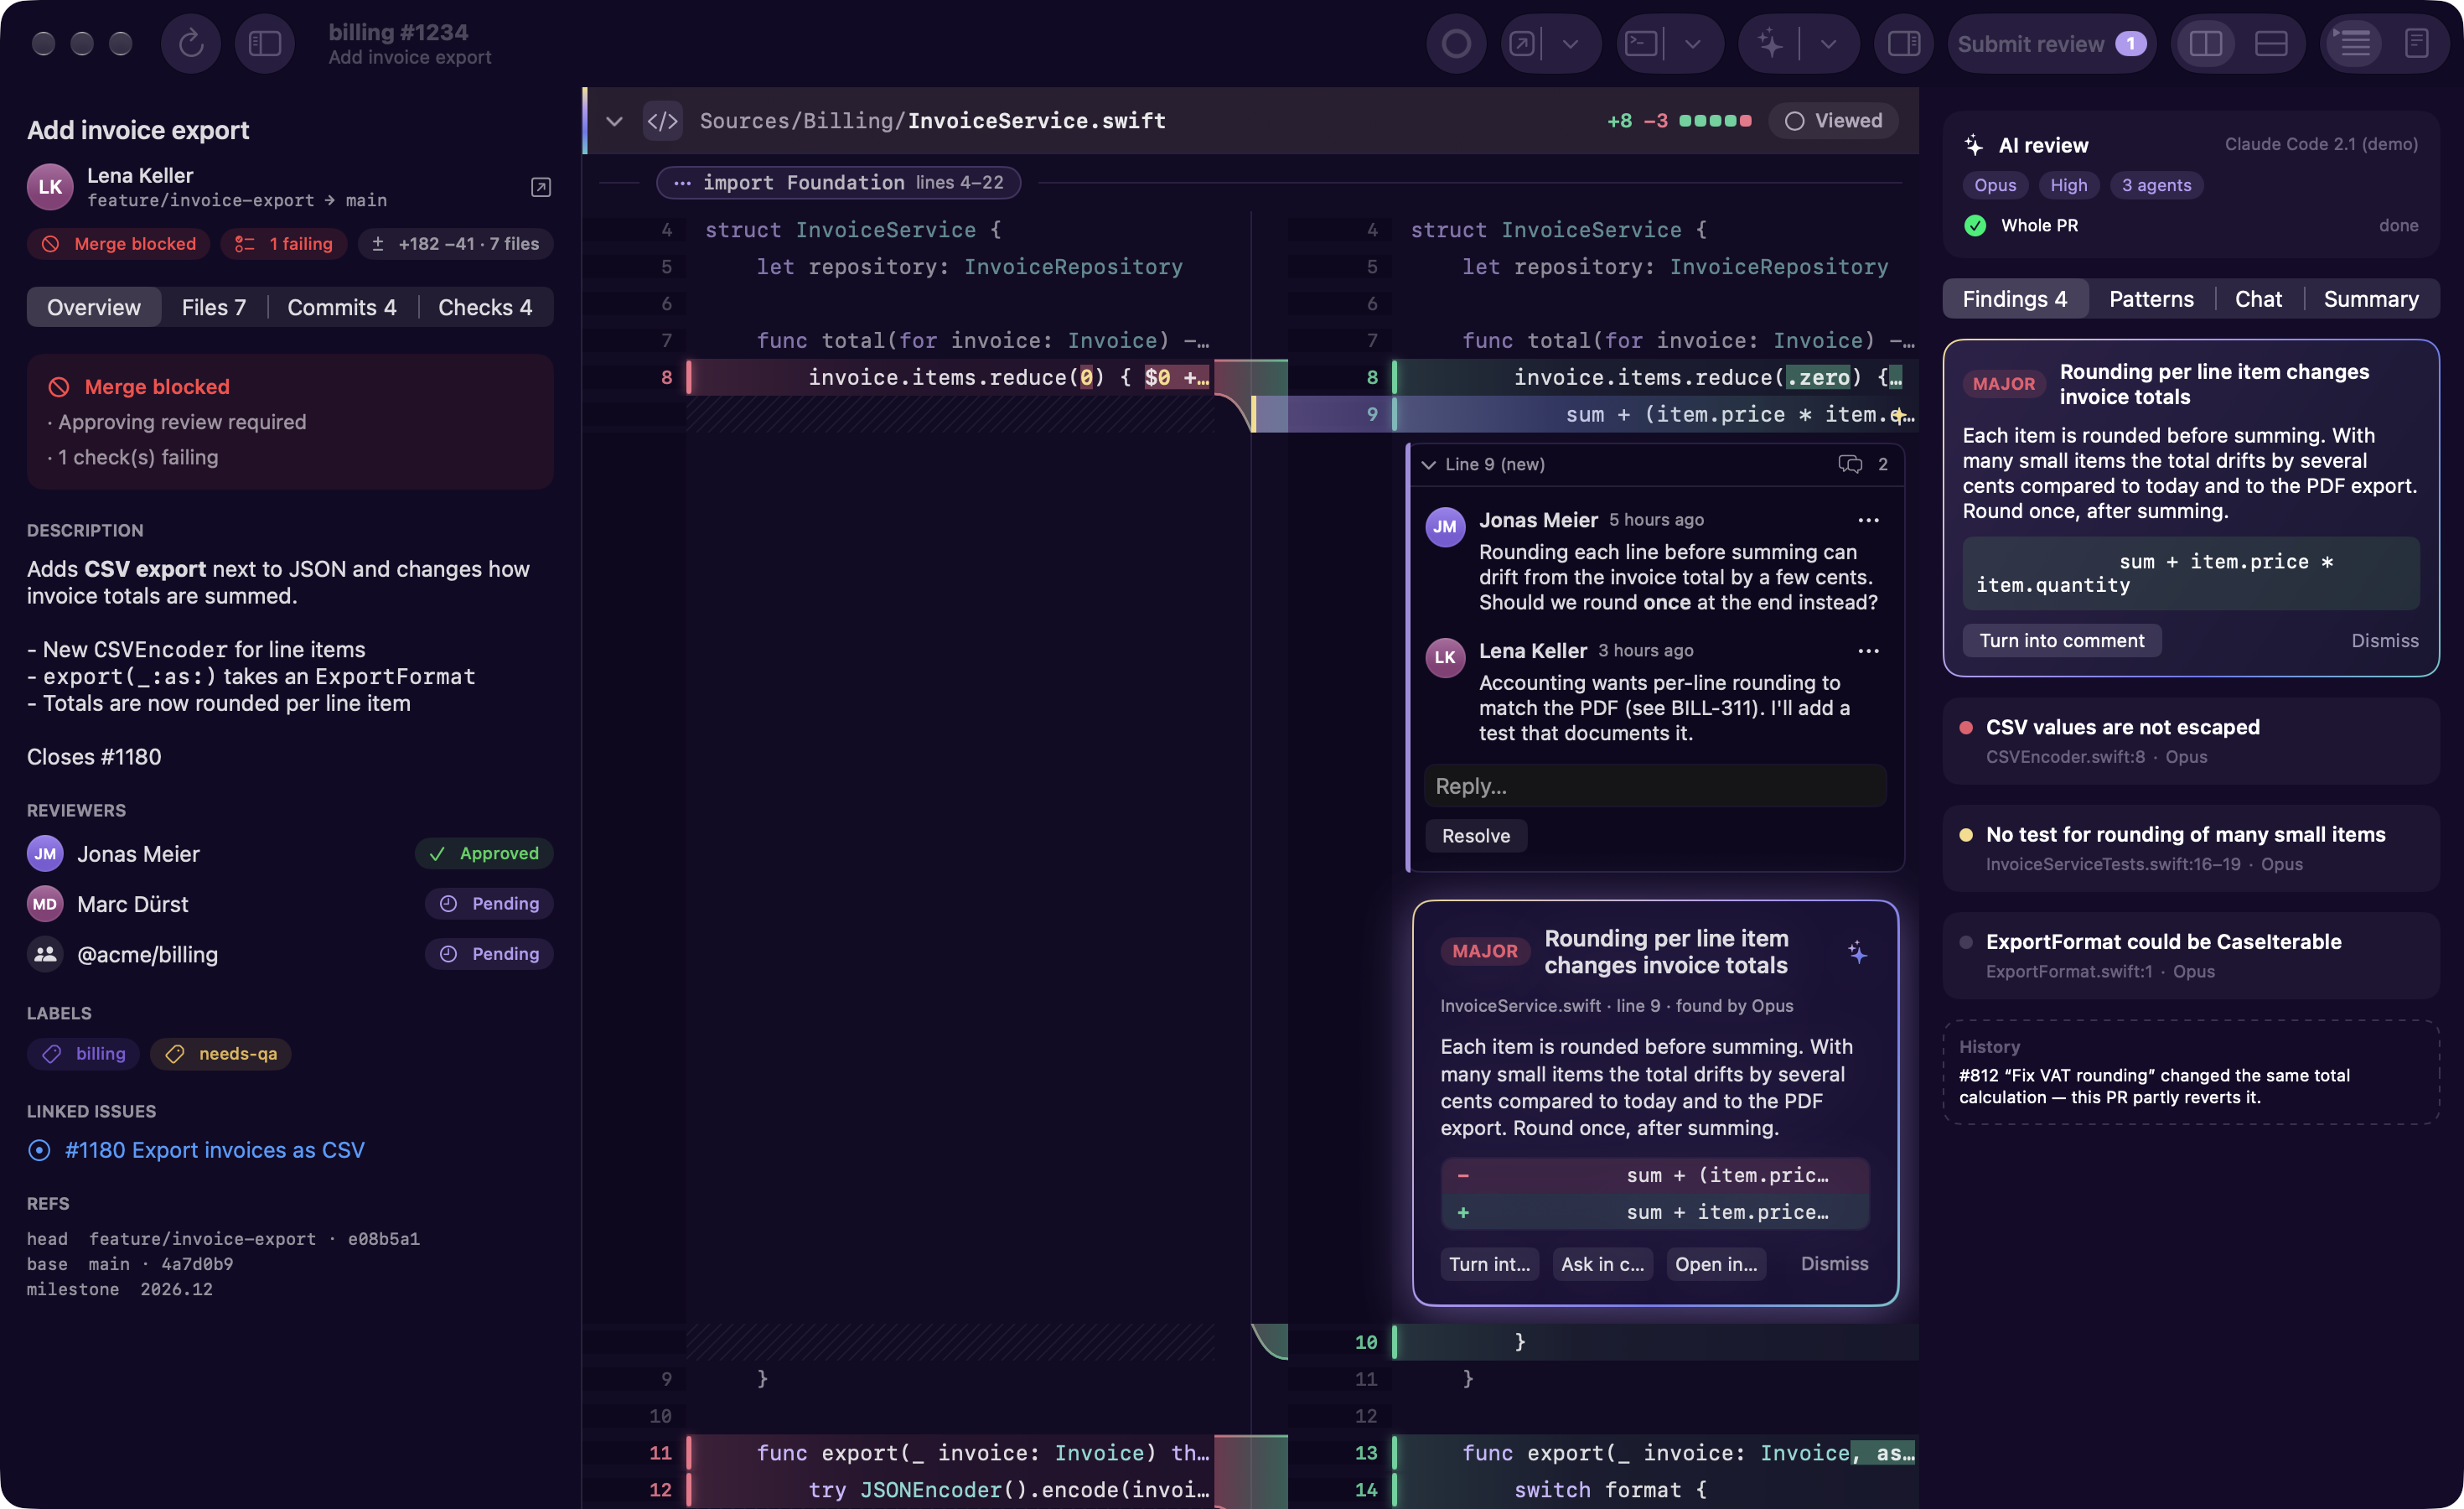 billing #1234
Add invoice export
Submit review 1
Add invoice export
LK
Lena Keller
feature/invoice-export → main
Merge blocked
1 failing
± +182 −41 · 7 files
Overview
Files 7
Commits 4
Checks 4
Merge blocked
· Approving review required
· 1 check(s) failing
DESCRIPTION
Adds CSV export next to JSON and changes how
invoice totals are summed.
- New CSVEncoder for line items
- export(_:as:) takes an ExportFormat
- Totals are now rounded per line item
Closes #1180
REVIEWERS
JM Jonas Meier Approved
MD Marc Dürst Pending
@acme/billing Pending
LABELS
billing
needs-qa
LINKED ISSUES
#1180 Export invoices as CSV
REFS
head feature/invoice-export · e08b5a1
base main · 4a7d0b9
milestone 2026.12
</> Sources/Billing/InvoiceService.swift
+8 −3
Viewed
··· import Foundation lines 4–22
4 struct InvoiceService {
5 let repository: InvoiceRepository
6
7 func total(for invoice: Invoice) −…
8 invoice.items.reduce(0) { $0 +…
9 }
10
11 func export(_ invoice: Invoice) th…
12 try JSONEncoder().encode(invoi…
4 struct InvoiceService {
5 let repository: InvoiceRepository
6
7 func total(for invoice: Invoice) −…
8 invoice.items.reduce(.zero) {…
9 sum + (item.price * item.q…
Line 9 (new) 2
JM
Jonas Meier 5 hours ago ···
Rounding each line before summing can
drift from the invoice total by a few cents.
Should we round once at the end instead?
LK
Lena Keller 3 hours ago ···
Accounting wants per-line rounding to
match the PDF (see BILL-311). I'll add a
test that documents it.
Reply...
Resolve
MAJOR
Rounding per line item
changes invoice totals
InvoiceService.swift · line 9 · found by Opus
Each item is rounded before summing. With
many small items the total drifts by several
cents compared to today and to the PDF
export. Round once, after summing.
− sum + (item.pric…
+ sum + item.price…
Turn int...
Ask in c...
Open in...
Dismiss
10 }
11 }
12
13 func export(_ invoice: Invoice, as…
14 switch format {
AI review
Claude Code 2.1 (demo)
Opus
High
3 agents
Whole PR done
Findings 4
Patterns
Chat
Summary
MAJOR
Rounding per line item changes
invoice totals
Each item is rounded before summing. With
many small items the total drifts by several
cents compared to today and to the PDF export.
Round once, after summing.
sum + item.price *
item.quantity
Turn into comment
Dismiss
CSV values are not escaped
CSVEncoder.swift:8 · Opus
No test for rounding of many small items
InvoiceServiceTests.swift:16–19 · Opus
ExportFormat could be CaseIterable
ExportFormat.swift:1 · Opus
History
#812 “Fix VAT rounding” changed the same total
calculation — this PR partly reverts it.